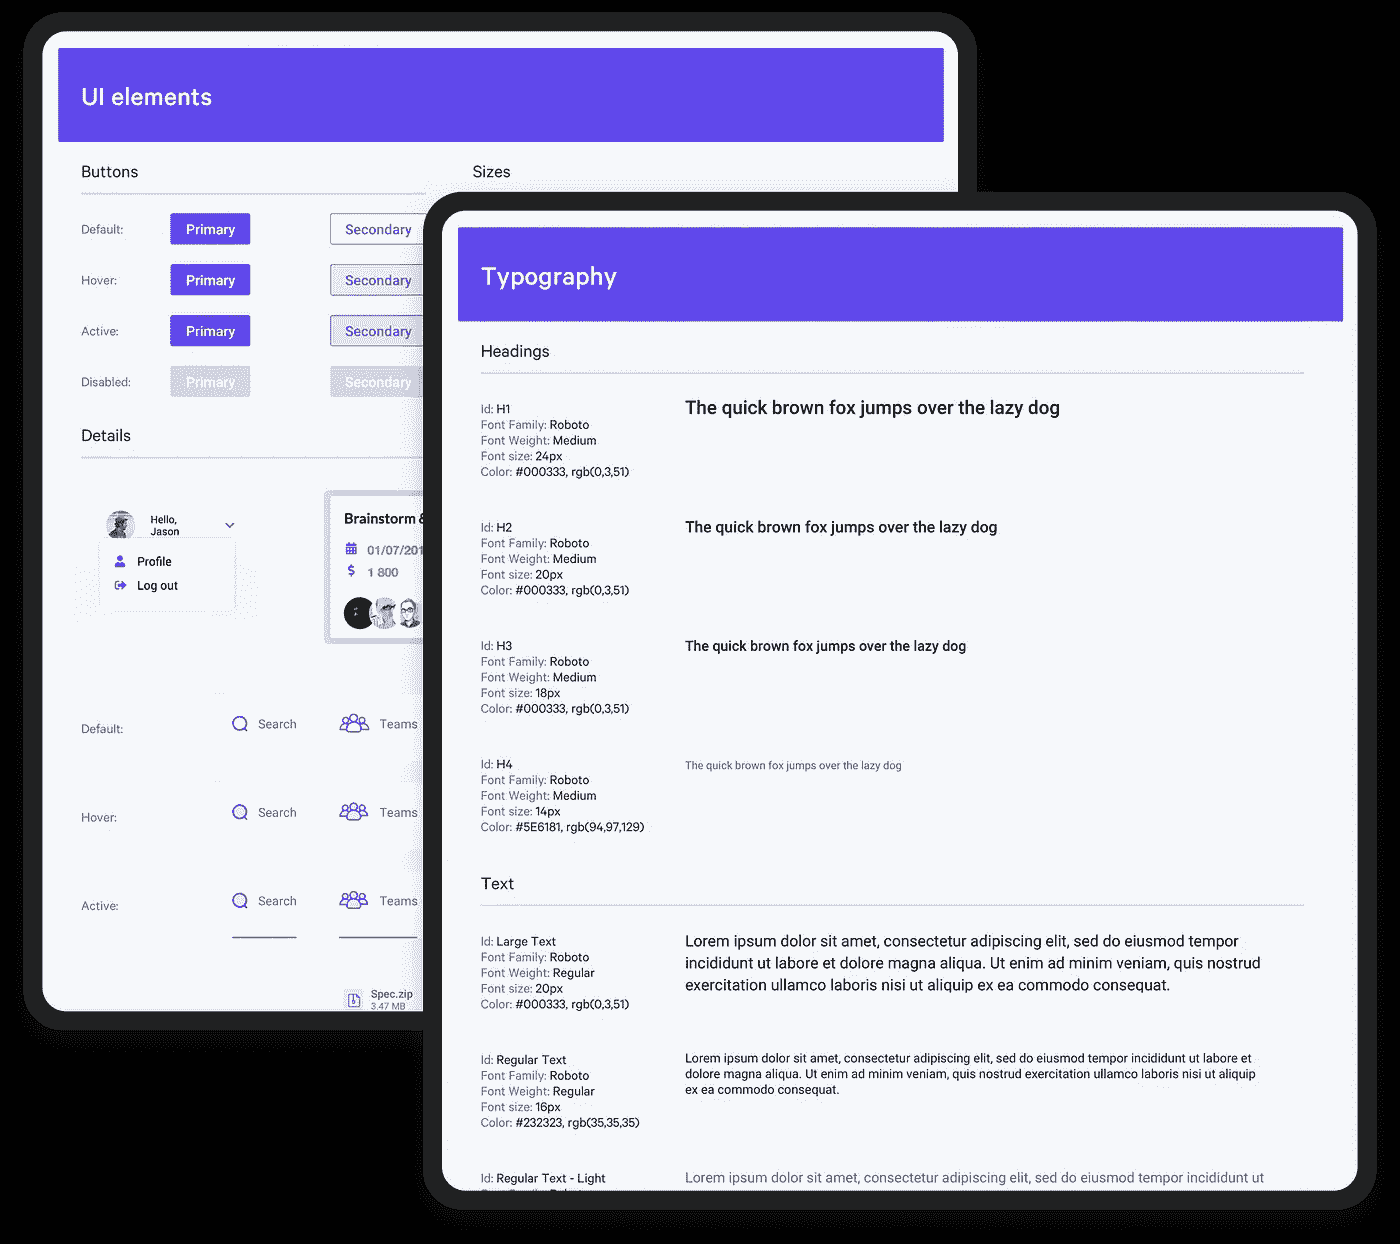 UI elements
Buttons
Sizes
Default:
Primary
Secondary
Hover:
Primary
Secondary
Active:
Primary
Secondary
Disabled:
Primary
Secondary
Details
Hello,
Jason
Profile
Log out
Brainstorm &
01/07/201
1 800
Default:
Search
Teams
Hover:
Search
Teams
Active:
Search
Teams
Spec.zip
3.47 MB
Typography
Headings
Id: H1
Font Family: Roboto
Font Weight: Medium
Font size: 24px
Color: #000333, rgb(0,3,51)
The quick brown fox jumps over the lazy dog
Id: H2
Font Family: Roboto
Font Weight: Medium
Font size: 20px
Color: #000333, rgb(0,3,51)
The quick brown fox jumps over the lazy dog
Id: H3
Font Family: Roboto
Font Weight: Medium
Font size: 18px
Color: #000333, rgb(0,3,51)
The quick brown fox jumps over the lazy dog
Id: H4
Font Family: Roboto
Font Weight: Medium
Font size: 14px
Color: #5E6181, rgb(94,97,129)
The quick brown fox jumps over the lazy dog
Text
Id: Large Text
Font Family: Roboto
Font Weight: Regular
Font size: 20px
Color: #000333, rgb(0,3,51)
Lorem ipsum dolor sit amet, consectetur adipiscing elit, sed do eiusmod tempor
incididunt ut labore et dolore magna aliqua. Ut enim ad minim veniam, quis nostrud
exercitation ullamco laboris nisi ut aliquip ex ea commodo consequat.
Id: Regular Text
Font Family: Roboto
Font Weight: Regular
Font size: 16px
Color: #232323, rgb(35,35,35)
Lorem ipsum dolor sit amet, consectetur adipiscing elit, sed do eiusmod tempor incididunt ut labore et
dolore magna aliqua. Ut enim ad minim veniam, quis nostrud exercitation ullamco laboris nisi ut aliquip
ex ea commodo consequat.
Id: Regular Text - Light
Lorem ipsum dolor sit amet, consectetur adipiscing elit, sed do eiusmod tempor incididunt ut